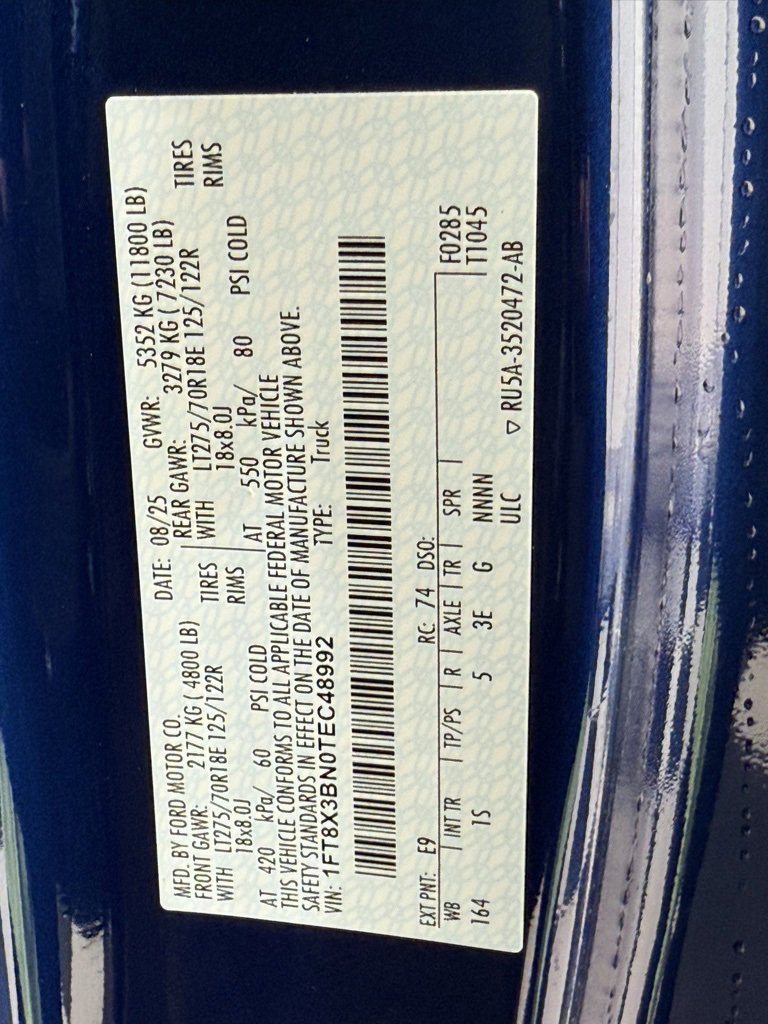 MFD. BY FORD MOTOR CO. DATE: 08/25 GVWR: 5352 KG (11800 LB)
FRONT GAWR: 2177 KG ( 4800 LB) REAR GAWR: 3279 KG ( 7230 LB)
WITH LT275/70R18E 125/122R TIRES WITH LT275/70R18E 125/122R TIRES
18x8.0J RIMS 18x8.0J RIMS
AT 420 kPa/ 60 PSI COLD AT 550 kPa/ 80 PSI COLD
THIS VEHICLE CONFORMS TO ALL APPLICABLE FEDERAL MOTOR VEHICLE
SAFETY STANDARDS IN EFFECT ON THE DATE OF MANUFACTURE SHOWN ABOVE.
VIN: 1FT8X3BN0TEC48992 TYPE: Truck
EXT PNT: E9 RC: 74 DSO: F0285
WB INT TR TP/PS R AXLE TR SPR T1045
164 1S 5 3E G NNNN
ULC ▽ RU5A-3520472-AB